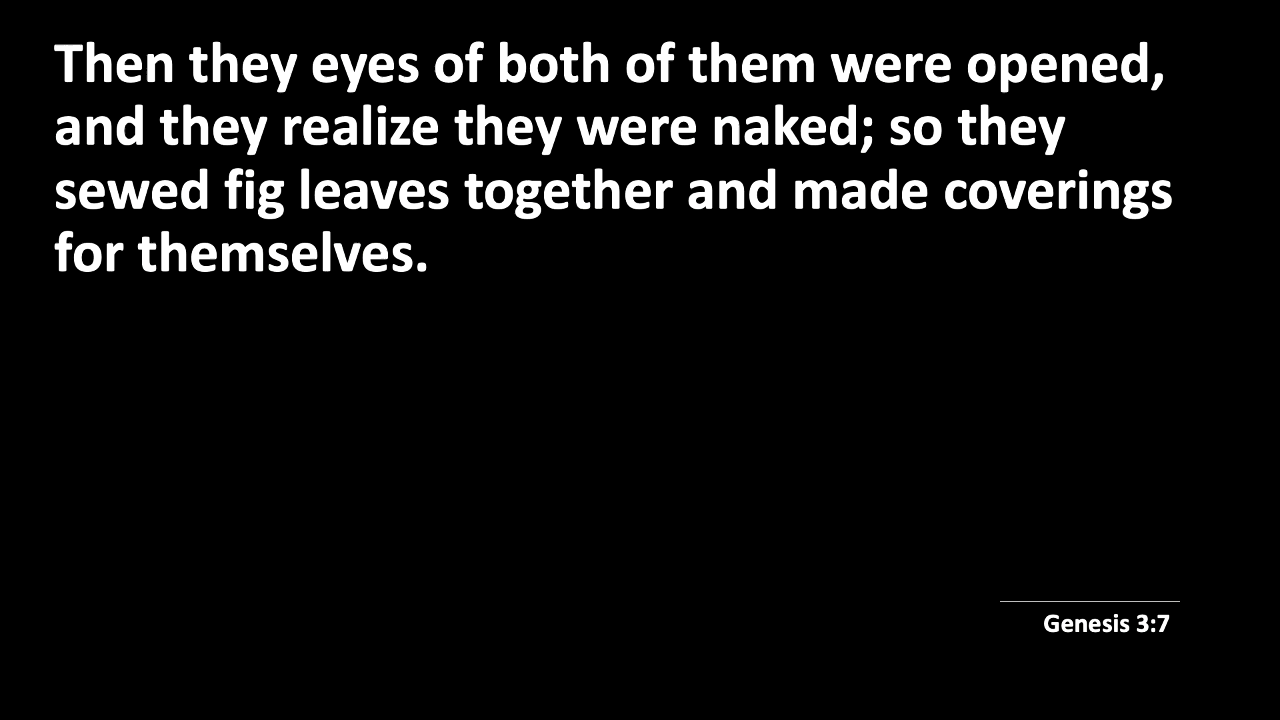 Then they eyes of both of them were opened,
and they realize they were naked; so they
sewed fig leaves together and made coverings
for themselves.
Genesis 3:7